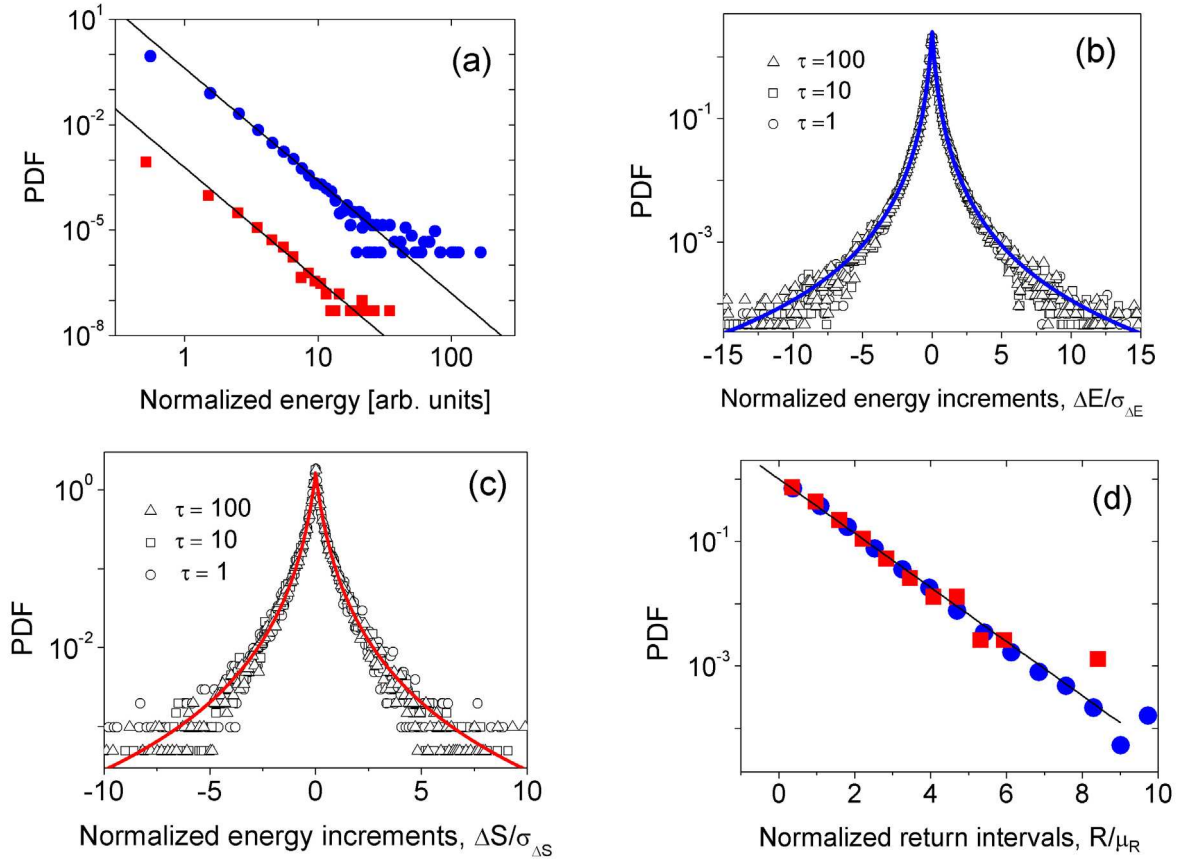 (a)
PDF
10^1
10^-2
10^-5
10^-8
1
10
100
Normalized energy [arb. units]
(b)
△ τ =100
□ τ =10
○ τ =1
PDF
10^-1
10^-3
-15
-10
-5
0
5
10
15
Normalized energy increments, ΔE/σ_ΔE
(c)
△ τ = 100
□ τ = 10
○ τ = 1
PDF
10^0
10^-2
-10
-5
0
5
10
Normalized energy increments, ΔS/σ_ΔS
(d)
PDF
10^-1
10^-3
0
2
4
6
8
10
Normalized return intervals, R/μ_R